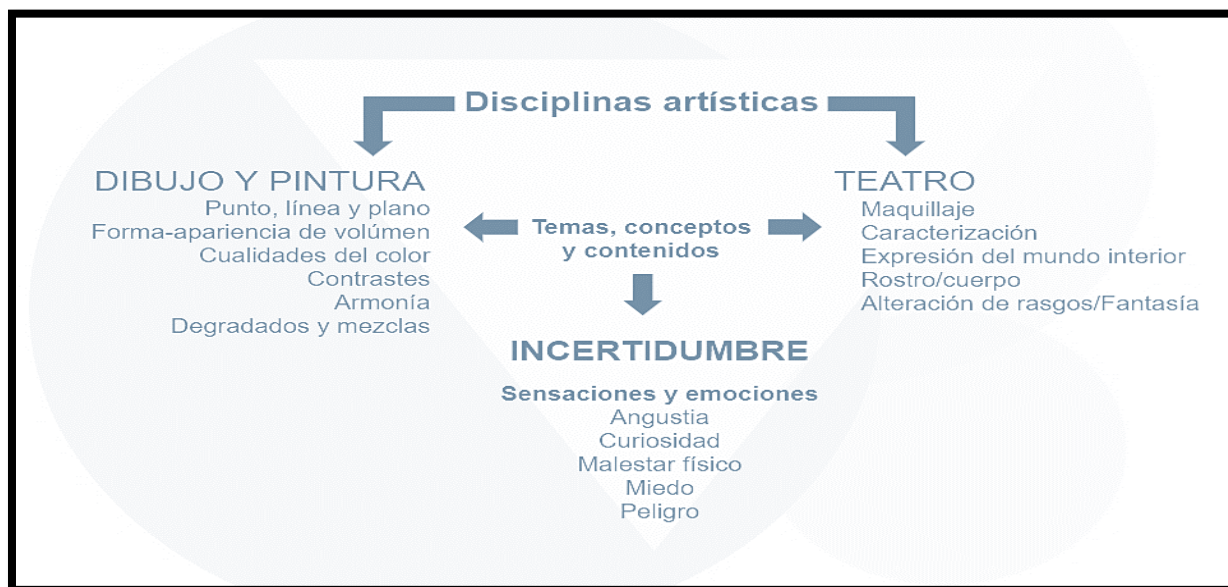 Disciplinas artísticas
DIBUJO Y PINTURA
Punto, línea y plano
Forma-apariencia de volúmen
Cualidades del color
Contrastes
Armonía
Degradados y mezclas
Temas, conceptos
y contenidos
TEATRO
Maquillaje
Caracterización
Expresión del mundo interior
Rostro/cuerpo
Alteración de rasgos/Fantasía
INCERTIDUMBRE
Sensaciones y emociones
Angustia
Curiosidad
Malestar físico
Miedo
Peligro